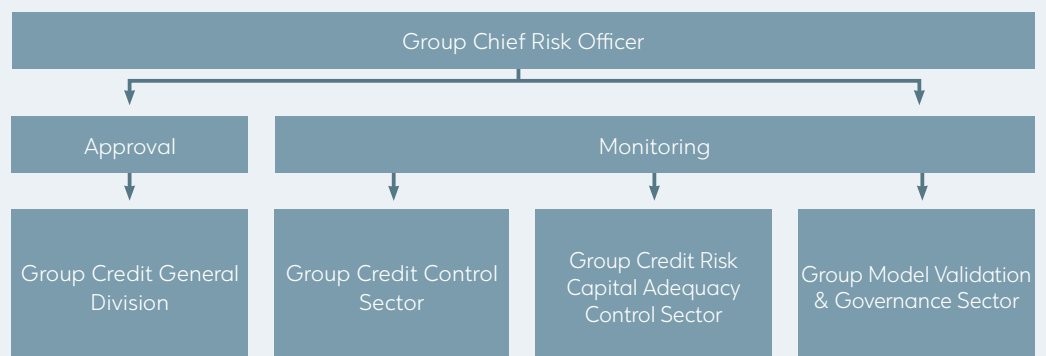 Group Chief Risk Officer
Approval
Monitoring
Group Credit General
Division
Group Credit Control
Sector
Group Credit Risk
Capital Adequacy
Control Sector
Group Model Validation
& Governance Sector